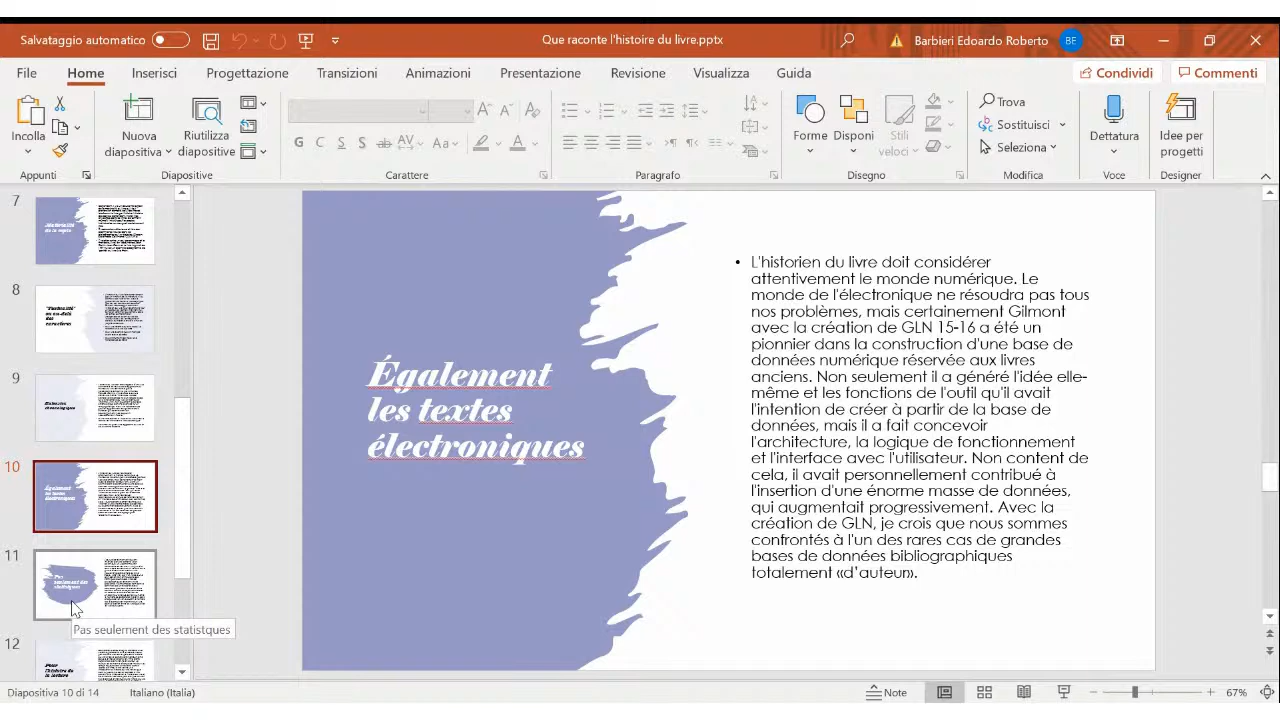 Salvataggio automatico
Que raconte l'histoire du livre.pptx
Barbieri Edoardo Roberto
BE
File
Home
Inserisci
Progettazione
Transizioni
Animazioni
Presentazione
Revisione
Visualizza
Guida
Condividi
Commenti
Incolla
Nuova
diapositiva
Riutilizza
diapositive
Forme
Disponi
Stili
veloci
Trova
Sostituisci
Seleziona
Dettatura
Idee per
progetti
Appunti
Diapositive
Carattere
Paragrafo
Disegno
Modifica
Voce
Designer
G C S S ab AV Aa A
7
8
9
10
11
12
Pas seulement des statistques
Également
les textes
électroniques
• L'historien du livre doit considérer
attentivement le monde numérique. Le
monde de l'électronique ne résoudra pas tous
nos problèmes, mais certainement Gilmont
avec la création de GLN 15-16 a été un
pionnier dans la construction d'une base de
données numérique réservée aux livres
anciens. Non seulement il a généré l'idée elle-
même et les fonctions de l'outil qu'il avait
l'intention de créer à partir de la base de
données, mais il a fait concevoir
l'architecture, la logique de fonctionnement
et l'interface avec l'utilisateur. Non content de
cela, il avait personnellement contribué à
l'insertion d'une énorme masse de données,
qui augmentait progressivement. Avec la
création de GLN, je crois que nous sommes
confrontés à l'un des rares cas de grandes
bases de données bibliographiques
totalement «d'auteur».
Diapositiva 10 di 14
Italiano (Italia)
Note
67%